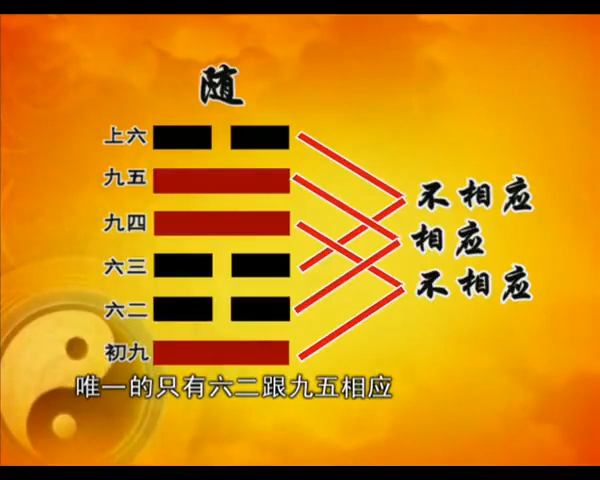 随
上六
九五
九四
六三
六二
初九
不相应
相应
不相应
唯一的只有六二跟九五相应